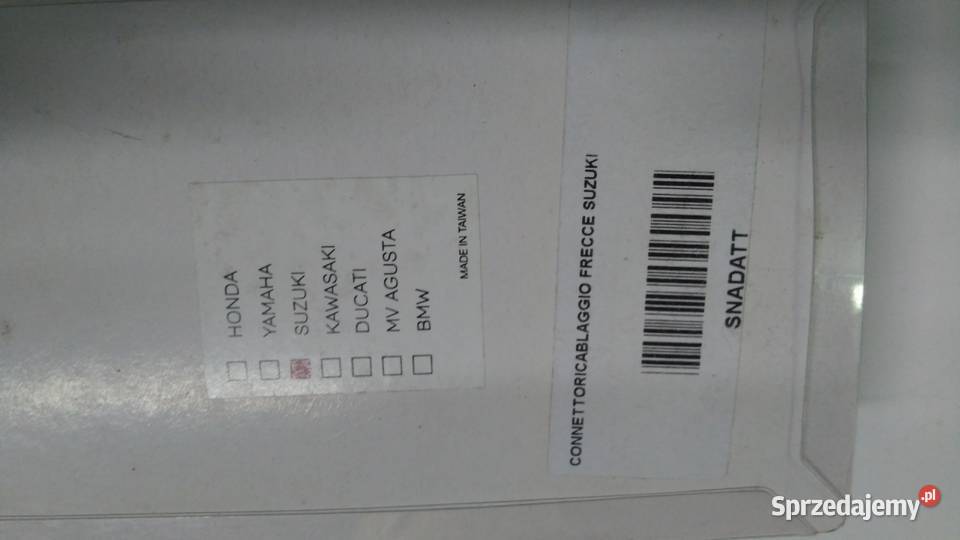 HONDA
YAMAHA
SUZUKI
KAWASAKI
DUCATI
MV AGUSTA
BMW
MADE IN TAIWAN
CONNETTORICABLAGGIO FRECCE SUZUKI
SNADATT
Sprzedajemy.pl